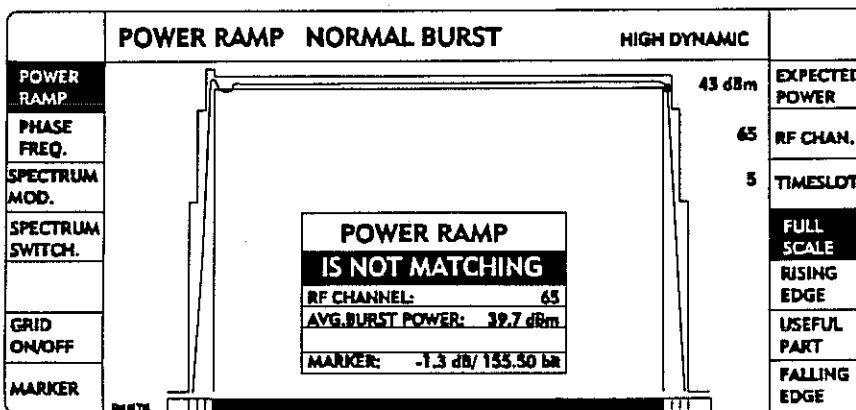 POWER RAMP NORMAL BURST HIGH DYNAMIC
POWER
RAMP
PHASE
FREQ.
SPECTRUM
MOD.
SPECTRUM
SWITCH.
GRID
ON/OFF
MARKER
43 dBm
65
5
EXPECTED
POWER
RF CHAN.
TIMESLOT
FULL
SCALE
RISING
EDGE
USEFUL
PART
FALLING
EDGE
POWER RAMP
IS NOT MATCHING
RF CHANNEL: 65
AVG.BURST POWER: 39.7 dBm
MARKER: -1.3 dB/ 155.50 bit